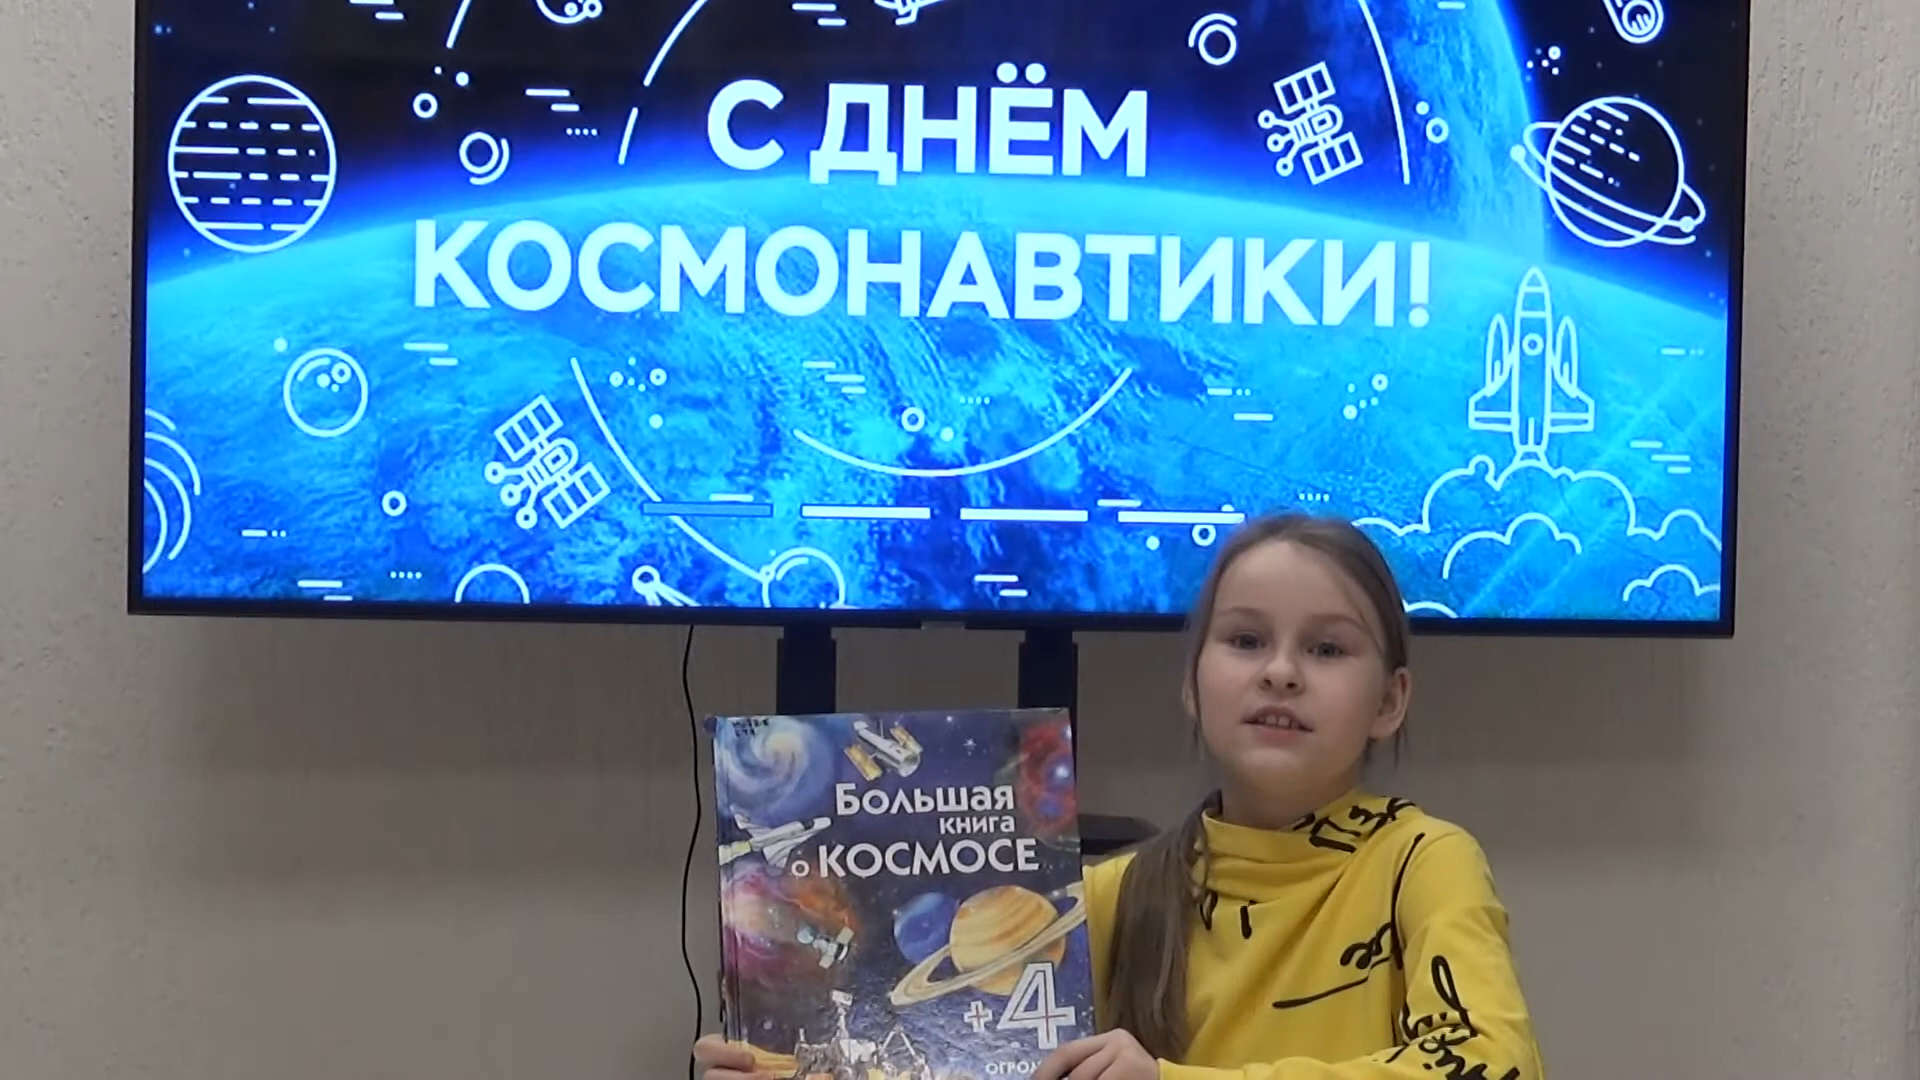 С ДНЁМ
КОСМОНАВТИКИ!
БОЛЬШАЯ
КНИГА
О КОСМОСЕ
+4